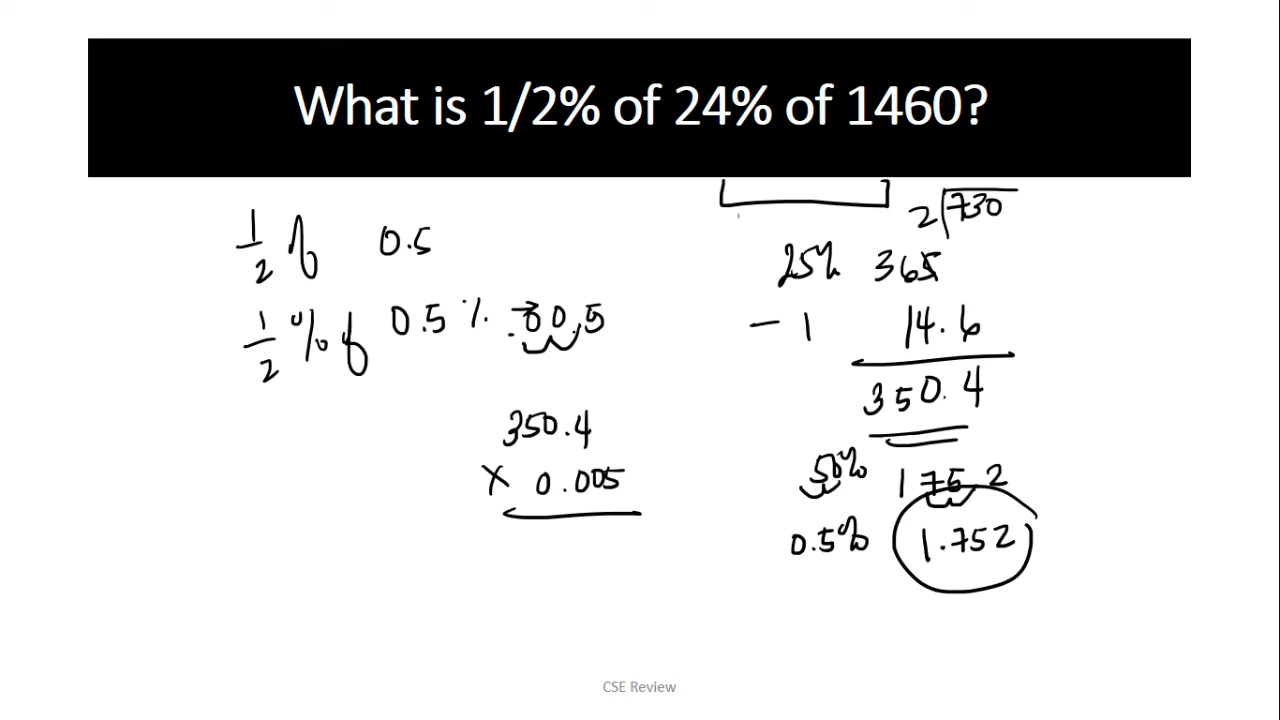 What is 1/2% of 24% of 1460?
2 730
1/2 of 0.5
25% 365
1/2 % of 0.5 % .00.5
- 1 14.6
350.4
350.4
x 0.005
50% 175.2
0.5% 1.752
CSE Review